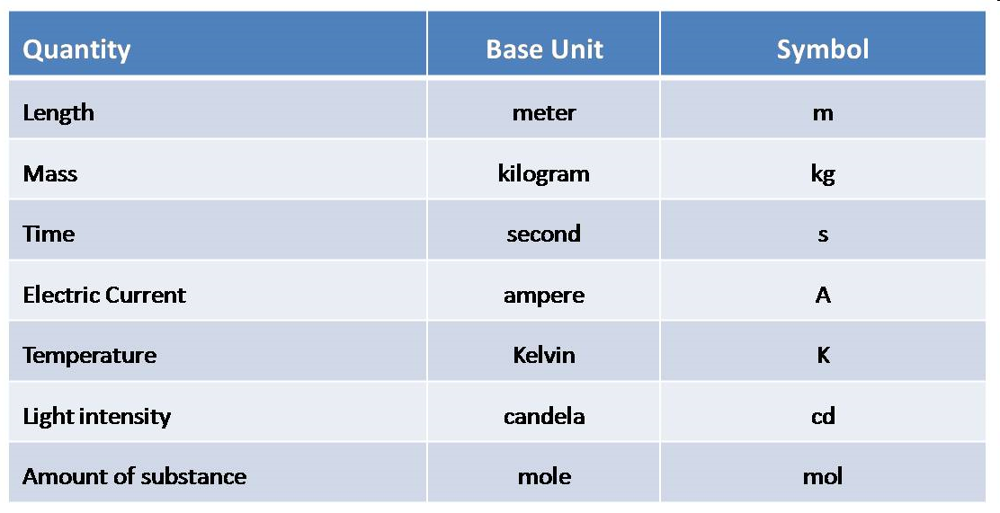 Quantity Base Unit Symbol
Length meter m
Mass kilogram kg
Time second s
Electric Current ampere A
Temperature Kelvin K
Light intensity candela cd
Amount of substance mole mol